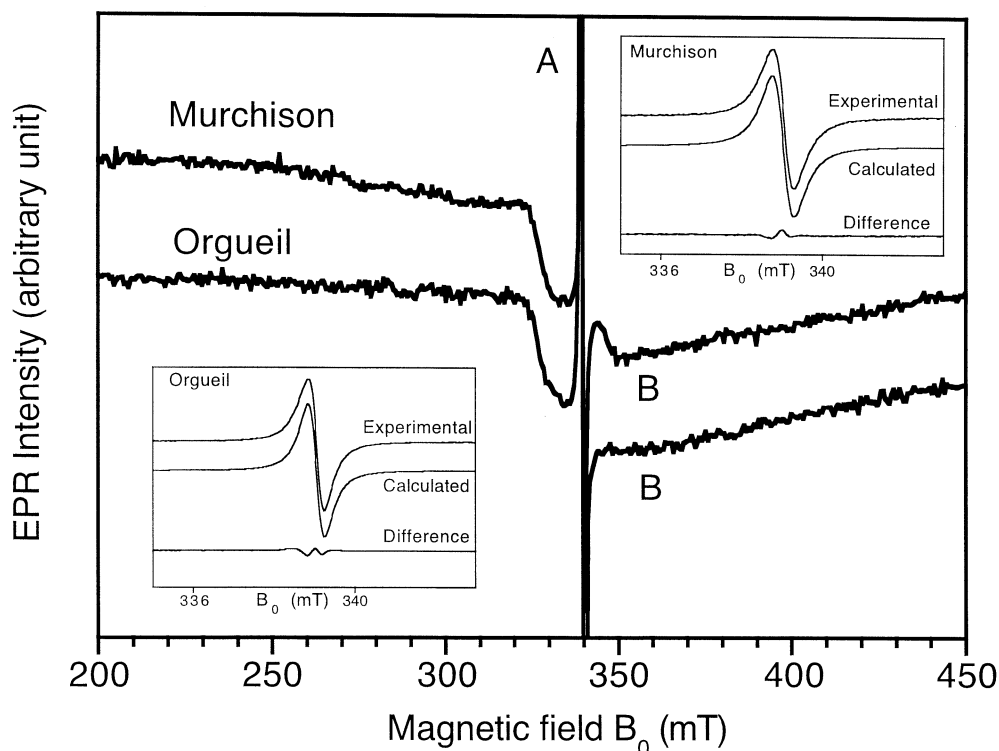 EPR Intensity (arbitrary unit)
A
Murchison
Orgueil
B
B
Murchison
Experimental
Calculated
Difference
336 B0 (mT) 340
Orgueil
Experimental
Calculated
Difference
336 B0 (mT) 340
200 250 300 350 400 450
Magnetic field B0 (mT)